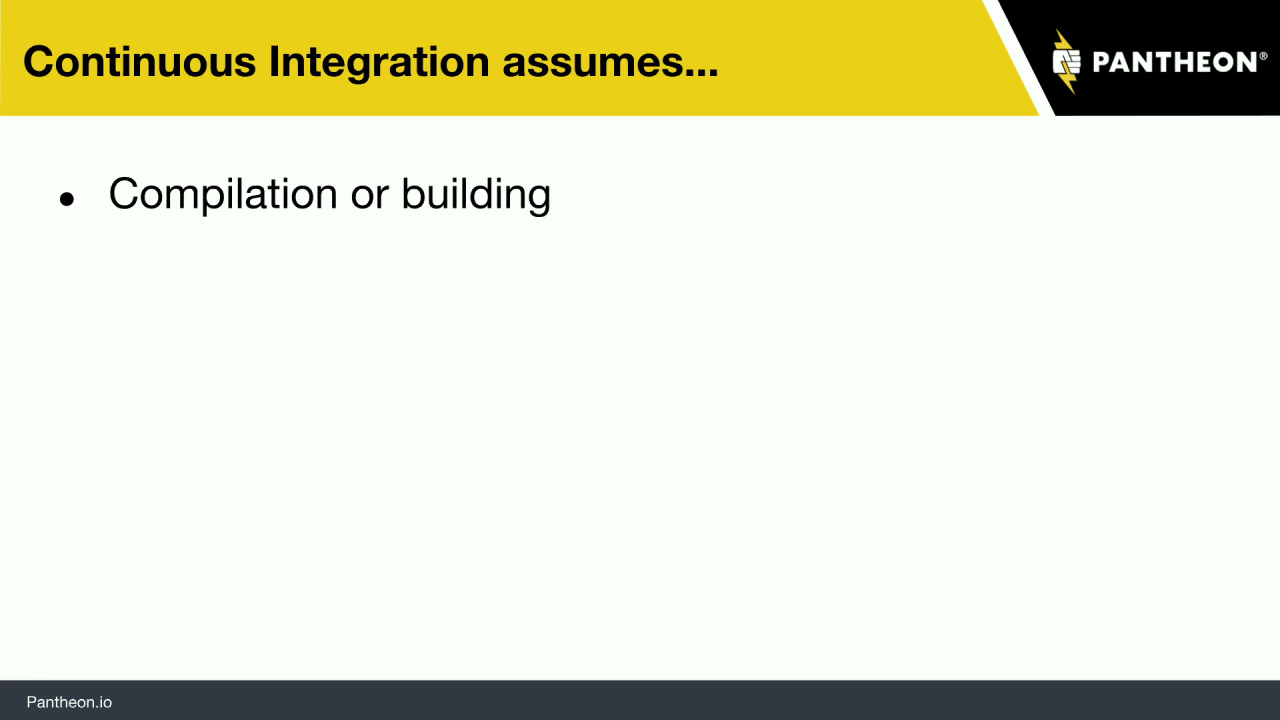 Continuous Integration assumes...
PANTHEON®
● Compilation or building
Pantheon.io